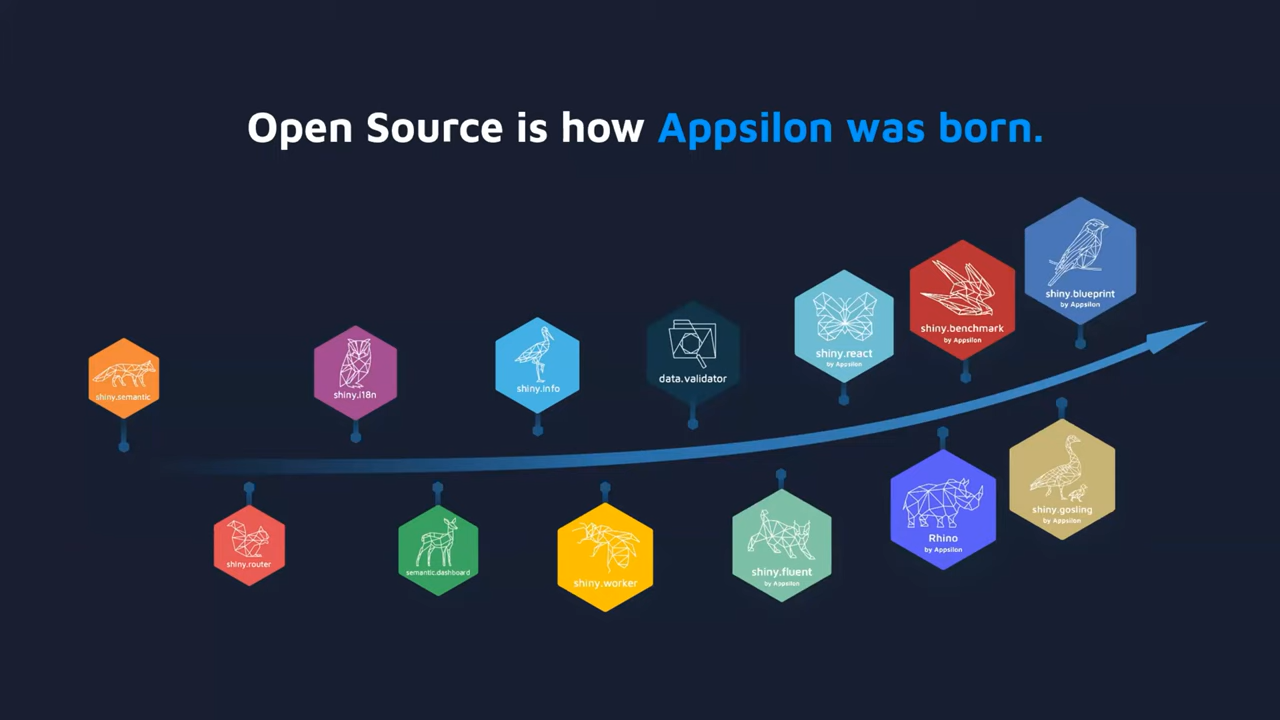 Open Source is how Appsilon was born.
shiny.semantic
shiny.router
shiny.i18n
semantic.dashboard
shiny.info
shiny.worker
data.validator
shiny.fluent
by Appsilon
shiny.react
by Appsilon
Rhino
by Appsilon
shiny.benchmark
by Appsilon
shiny.gosling
by Appsilon
shiny.blueprint
by Appsilon